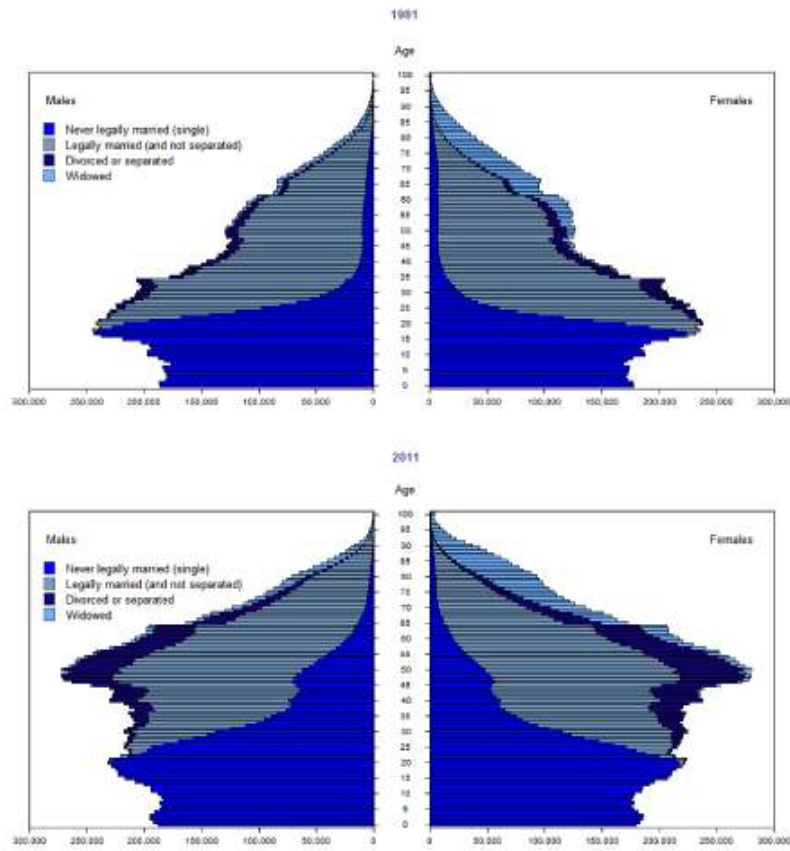 1981
Age
Males
Females
Never legally married (single)
Legally married (and not separated)
Divorced or separated
Widowed
100
95
90
85
80
75
70
65
60
55
50
45
40
35
30
25
20
15
10
5
0
300,000 250,000 200,000 150,000 100,000 50,000 0 0 50,000 100,000 150,000 200,000 250,000 300,000
2011
Age
Males
Females
Never legally married (single)
Legally married (and not separated)
Divorced or separated
Widowed
100
95
90
85
80
75
70
65
60
55
50
45
40
35
30
25
20
15
10
5
0
300,000 250,000 200,000 150,000 100,000 50,000 0 0 50,000 100,000 150,000 200,000 250,000 300,000